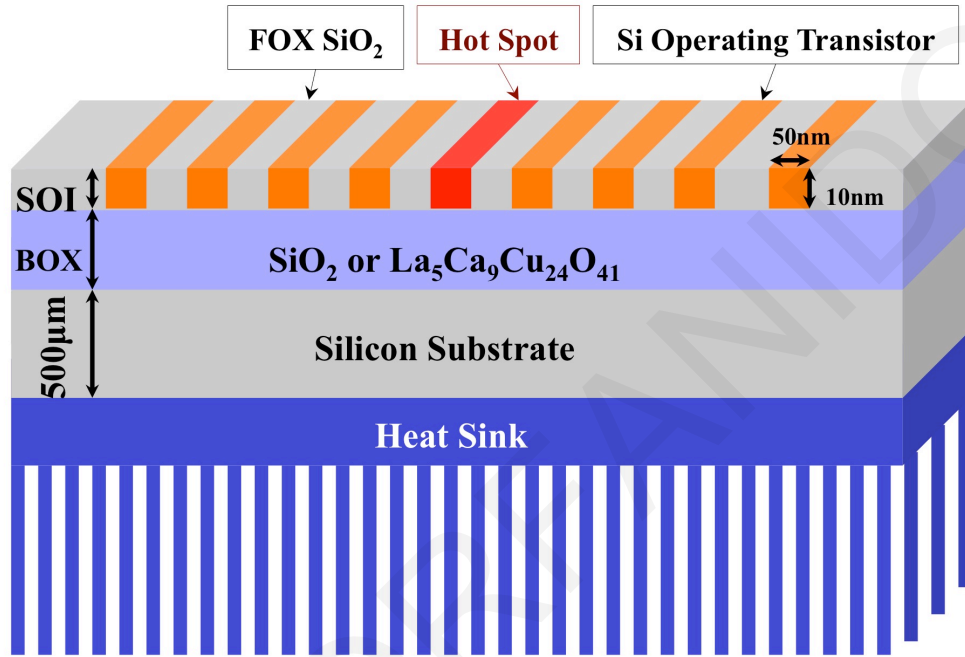 FOX SiO₂
Hot Spot
Si Operating Transistor
50nm
SOI
10nm
BOX
SiO₂ or La₅Ca₉Cu₂₄O₄₁
500μm
Silicon Substrate
Heat Sink